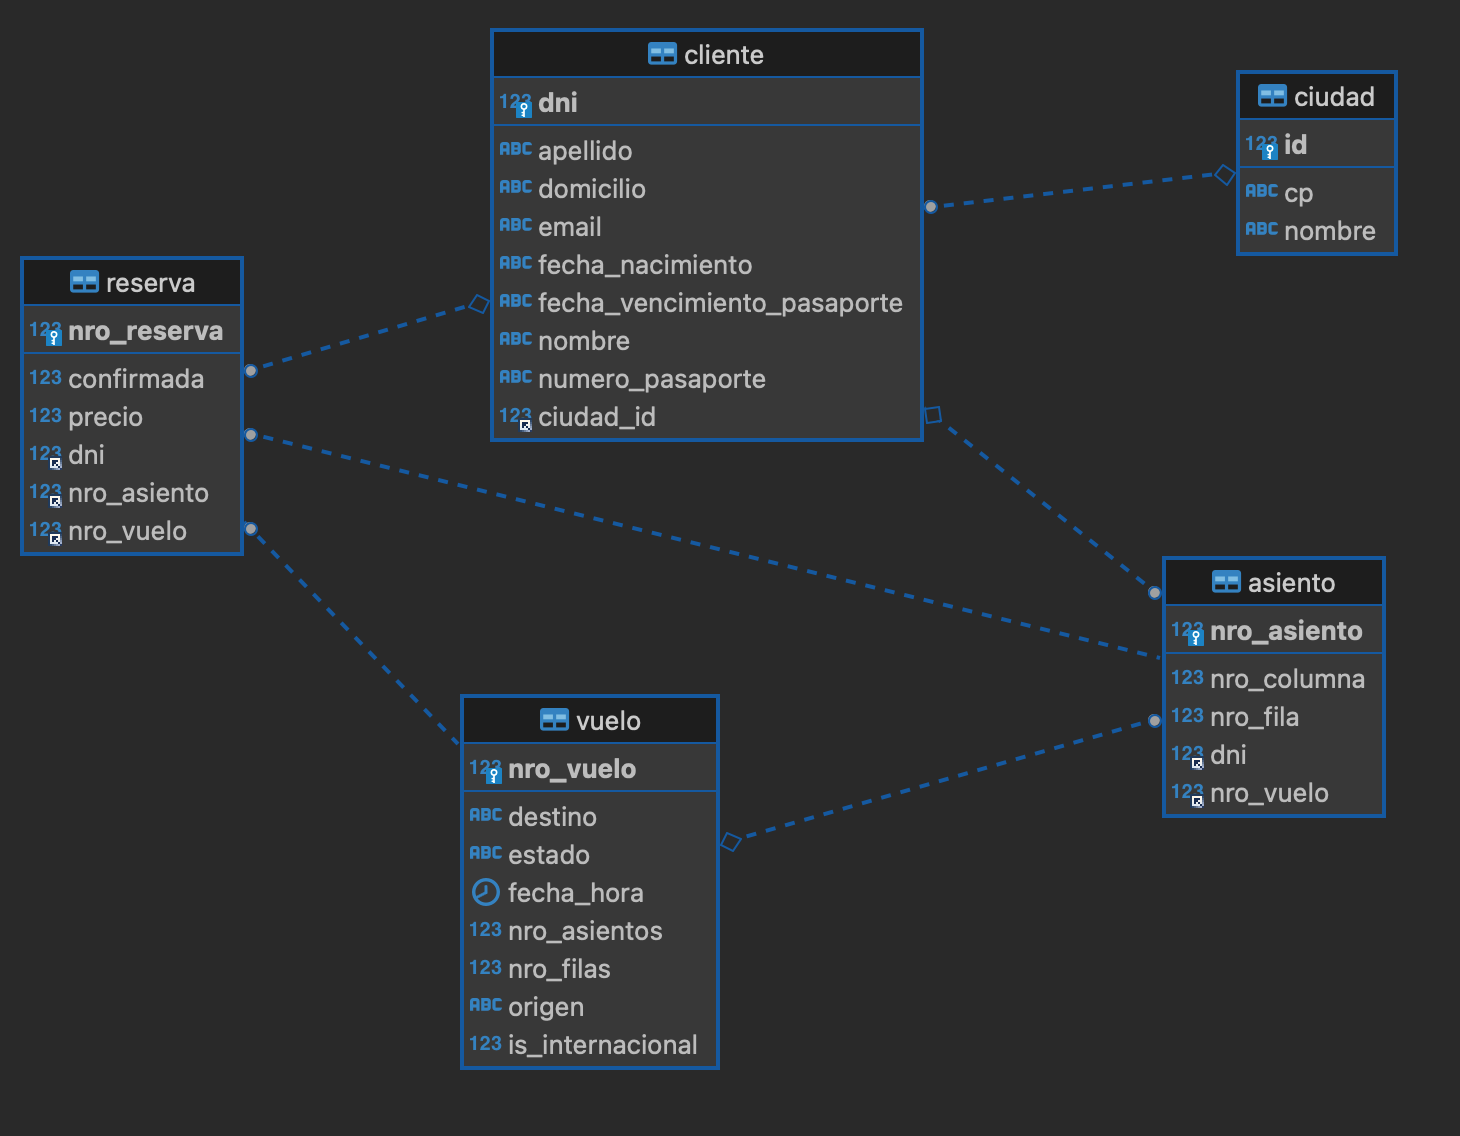 cliente
123 dni
ABC apellido
ABC domicilio
ABC email
ABC fecha_nacimiento
ABC fecha_vencimiento_pasaporte
ABC nombre
ABC numero_pasaporte
123 ciudad_id
ciudad
123 id
ABC cp
ABC nombre
reserva
123 nro_reserva
123 confirmada
123 precio
123 dni
123 nro_asiento
123 nro_vuelo
asiento
123 nro_asiento
123 nro_columna
123 nro_fila
123 dni
123 nro_vuelo
vuelo
123 nro_vuelo
ABC destino
ABC estado
fecha_hora
123 nro_asientos
123 nro_filas
ABC origen
123 is_internacional